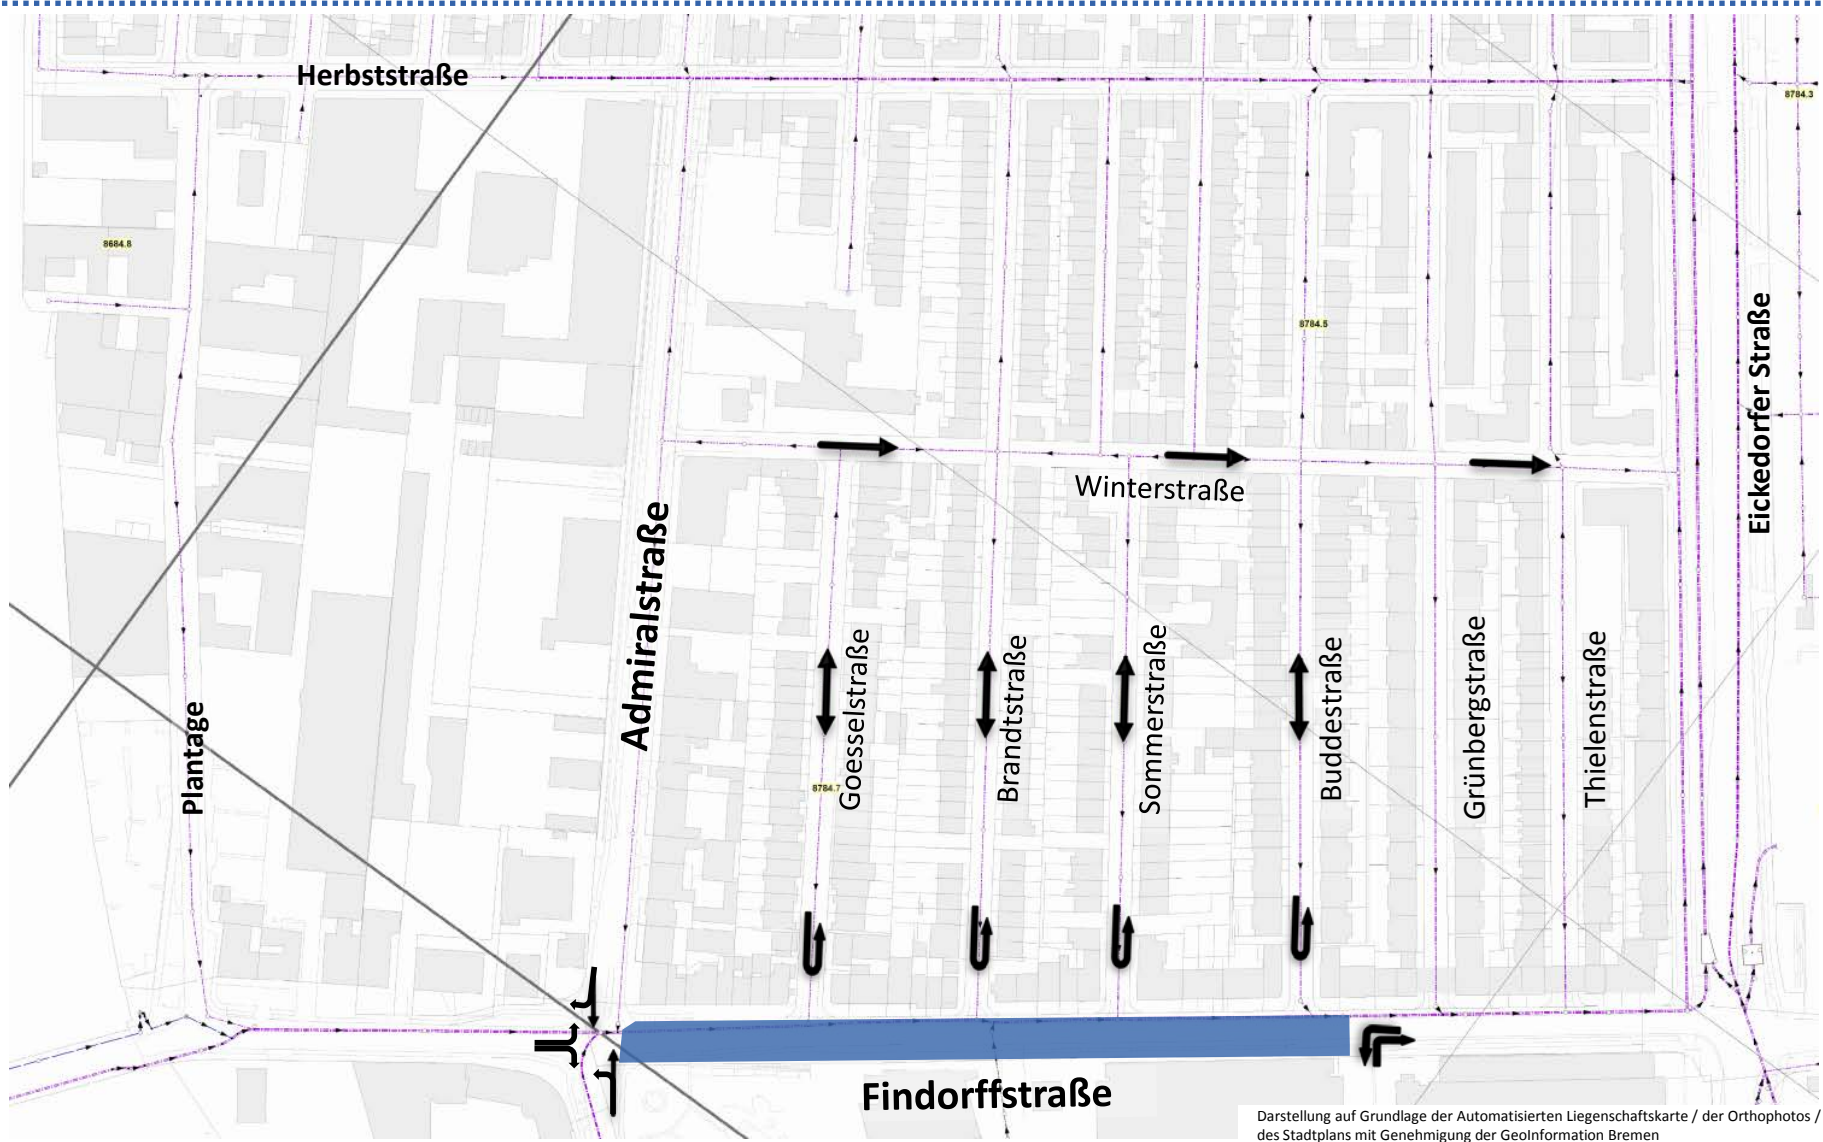 Herbststraße
8784.3
8684.8
8784.5
Eickedorfer Straße
Winterstraße
Admiralstraße
Plantage
Goesselstraße
Brandtstraße
Sommerstraße
Buddestraße
Grünbergstraße
Thielenstraße
8784.7
Findorffstraße
Darstellung auf Grundlage der Automatisierten Liegenschaftskarte / der Orthophotos /
des Stadtplans mit Genehmigung der GeoInformation Bremen